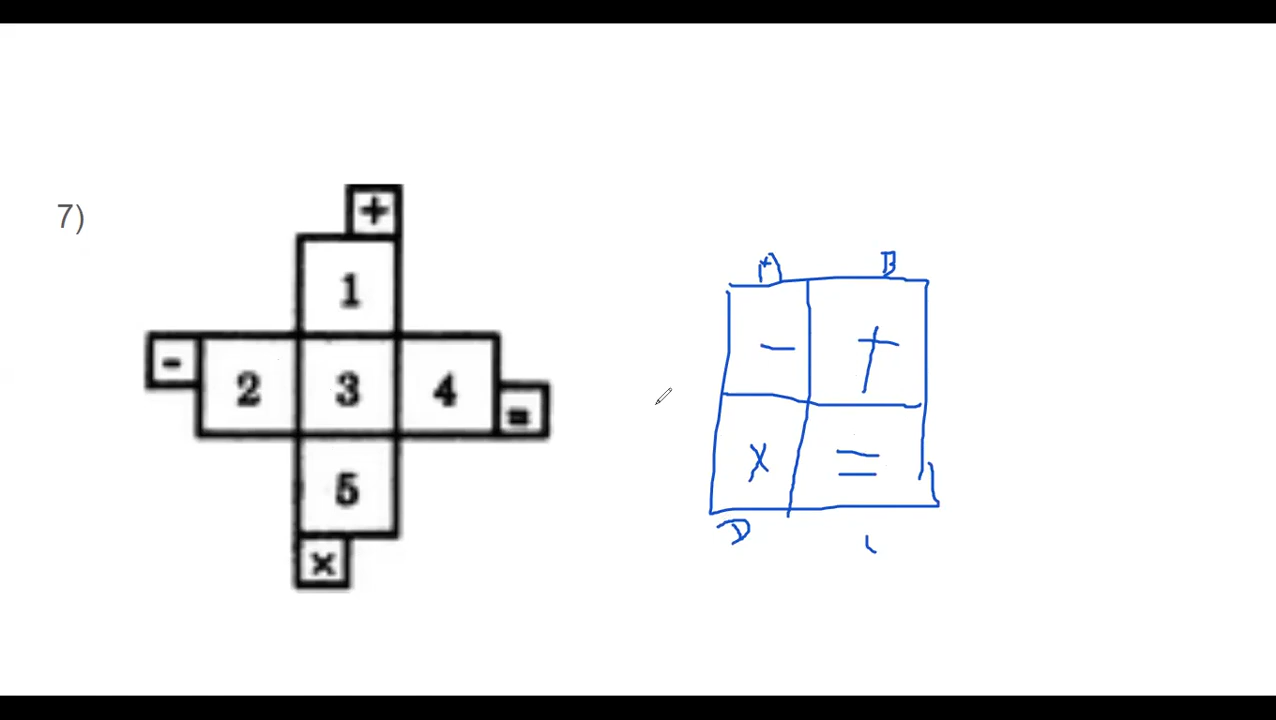 7)
+
1
- 2 3 4 =
5
x
A B
- +
x =
D